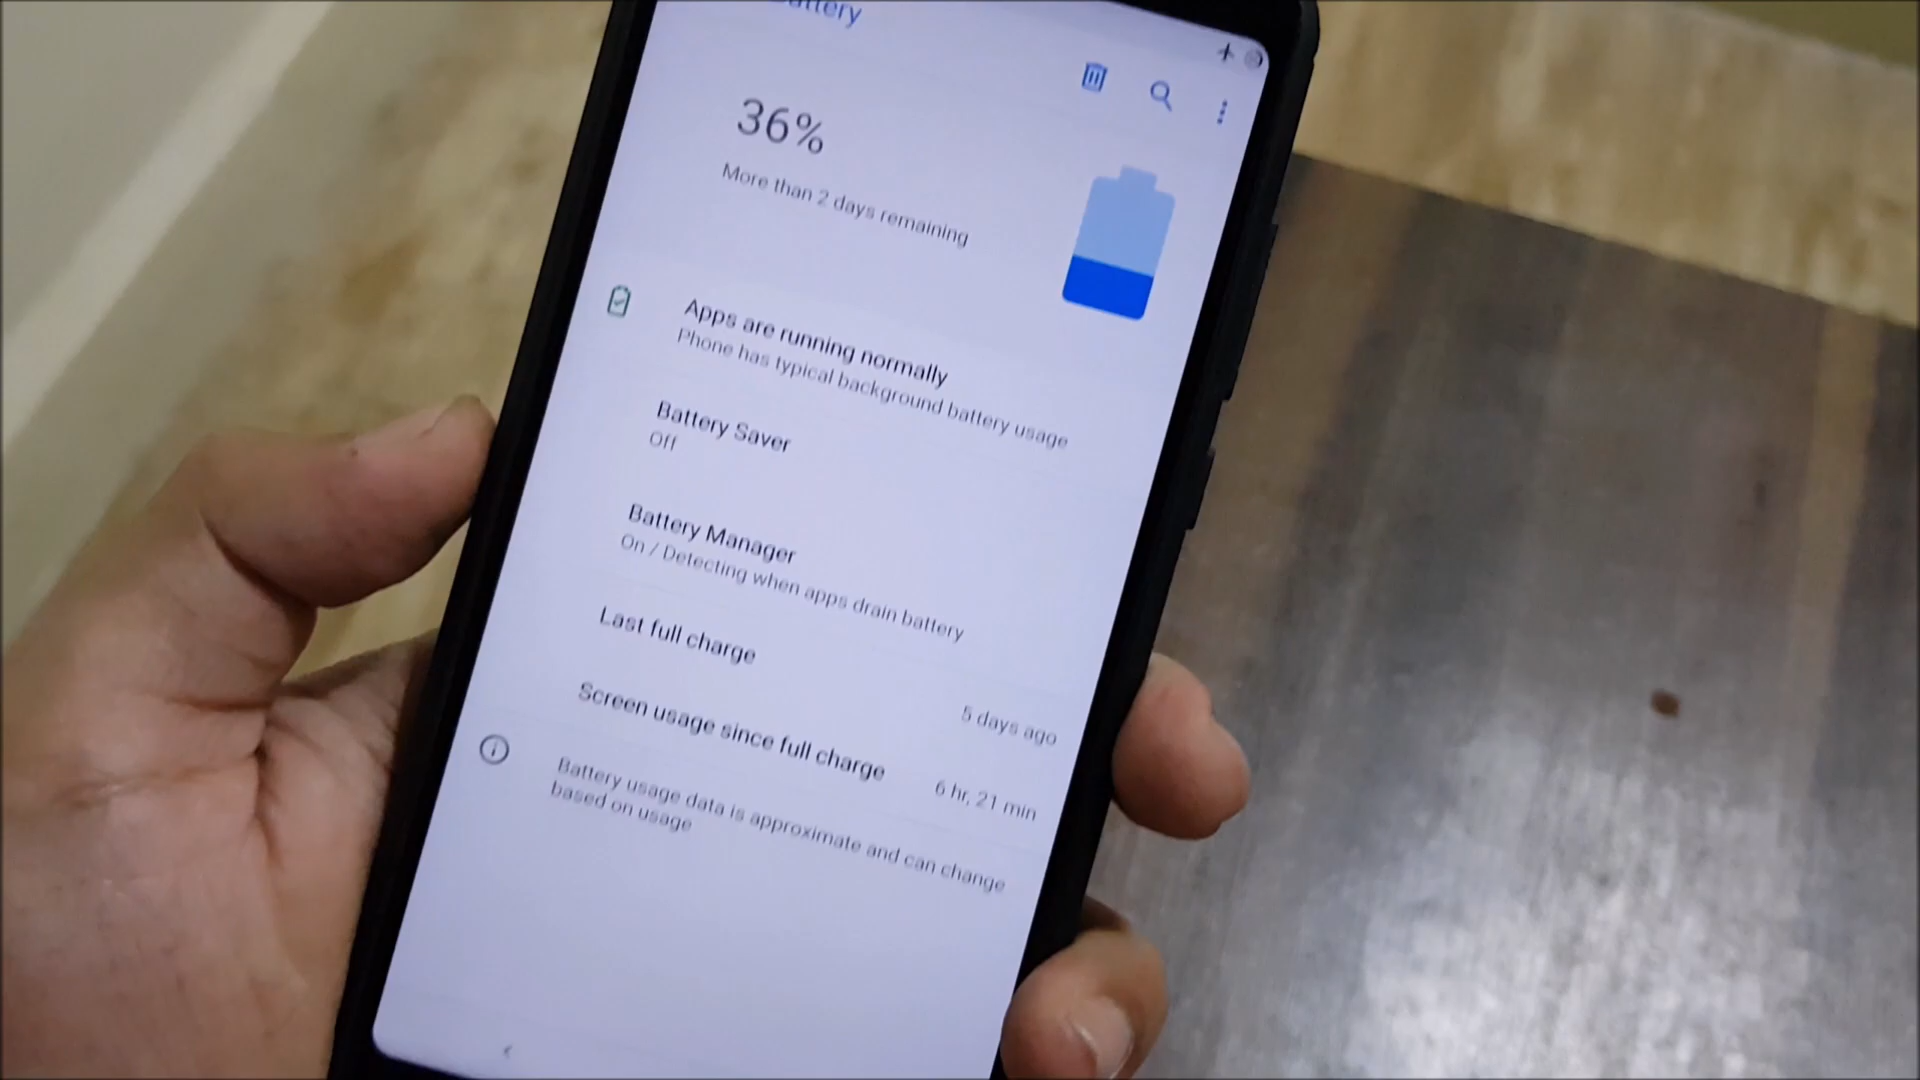 Battery
36%
More than 2 days remaining
Apps are running normally
Phone has typical background battery usage
Battery Saver
Off
Battery Manager
On / Detecting when apps drain battery
Last full charge
5 days ago
Screen usage since full charge
6 hr, 21 min
Battery usage data is approximate and can change
based on usage